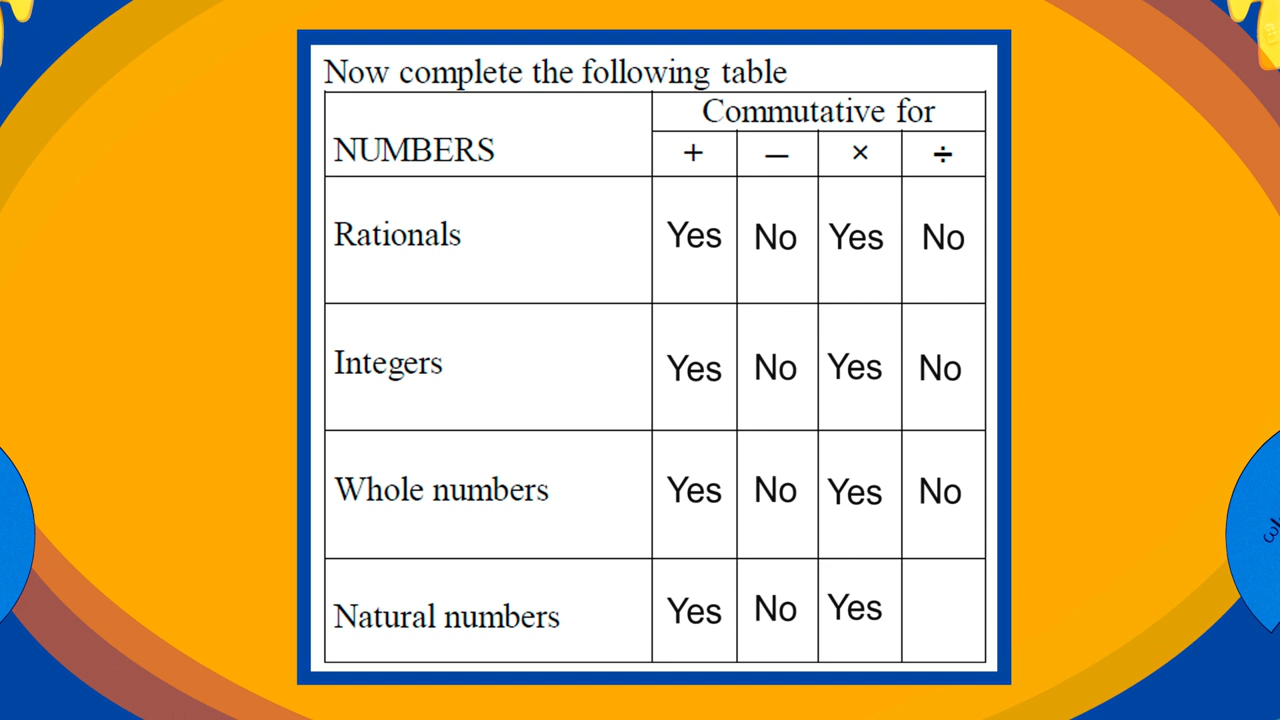 Now complete the following table
Commutative for
NUMBERS + – × ÷
Rationals Yes No Yes No
Integers Yes No Yes No
Whole numbers Yes No Yes No
Natural numbers Yes No Yes